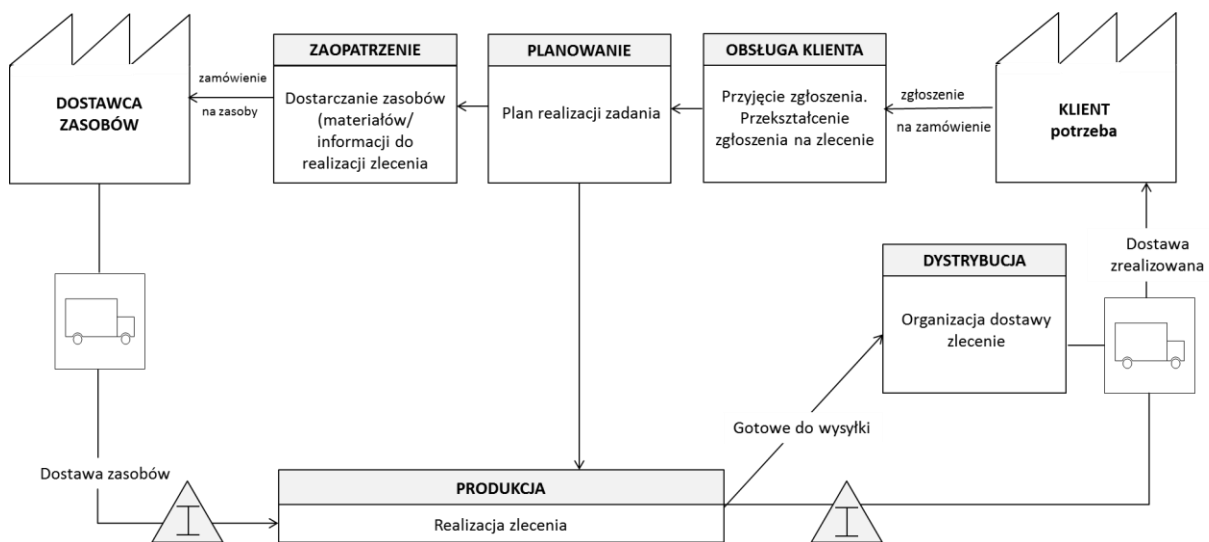 DOSTAWCA
ZASOBÓW
zamówienie
na zasoby
ZAOPATRZENIE
Dostarczanie zasobów
(materiałów/
informacji do
realizacji zlecenia
PLANOWANIE
Plan realizacji zadania
OBSŁUGA KLIENTA
Przyjęcie zgłoszenia.
Przekształcenie
zgłoszenia na zlecenie
zgłoszenie
na zamówienie
KLIENT
potrzeba
Dostawa
zrealizowana
DYSTRYBUCJA
Organizacja dostawy
zlecenie
Gotowe do wysyłki
Dostawa zasobów
I
PRODUKCJA
Realizacja zlecenia
I